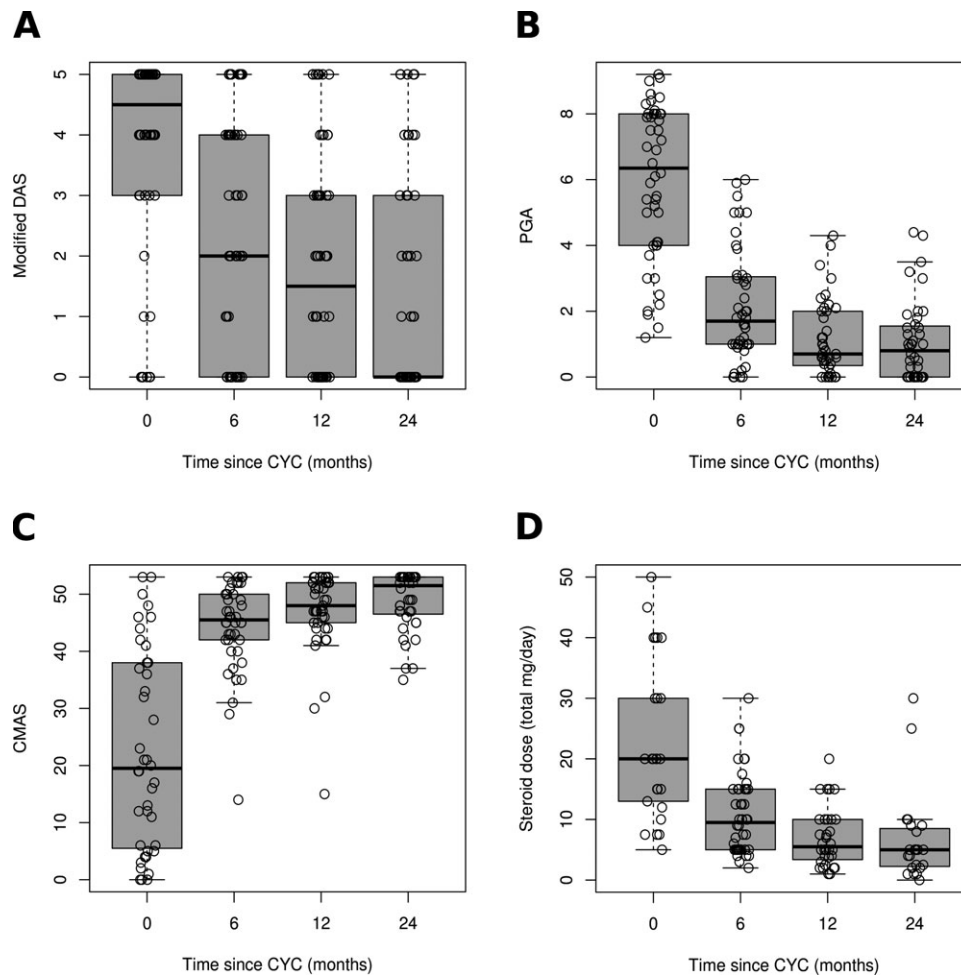 A
B
5
4
3
2
1
0
Modified DAS
0 6 12 24
Time since CYC (months)
8
6
4
2
0
PGA
0 6 12 24
Time since CYC (months)
C
D
50
40
30
20
10
0
CMAS
0 6 12 24
Time since CYC (months)
50
40
30
20
10
0
Steroid dose (total mg/day)
0 6 12 24
Time since CYC (months)